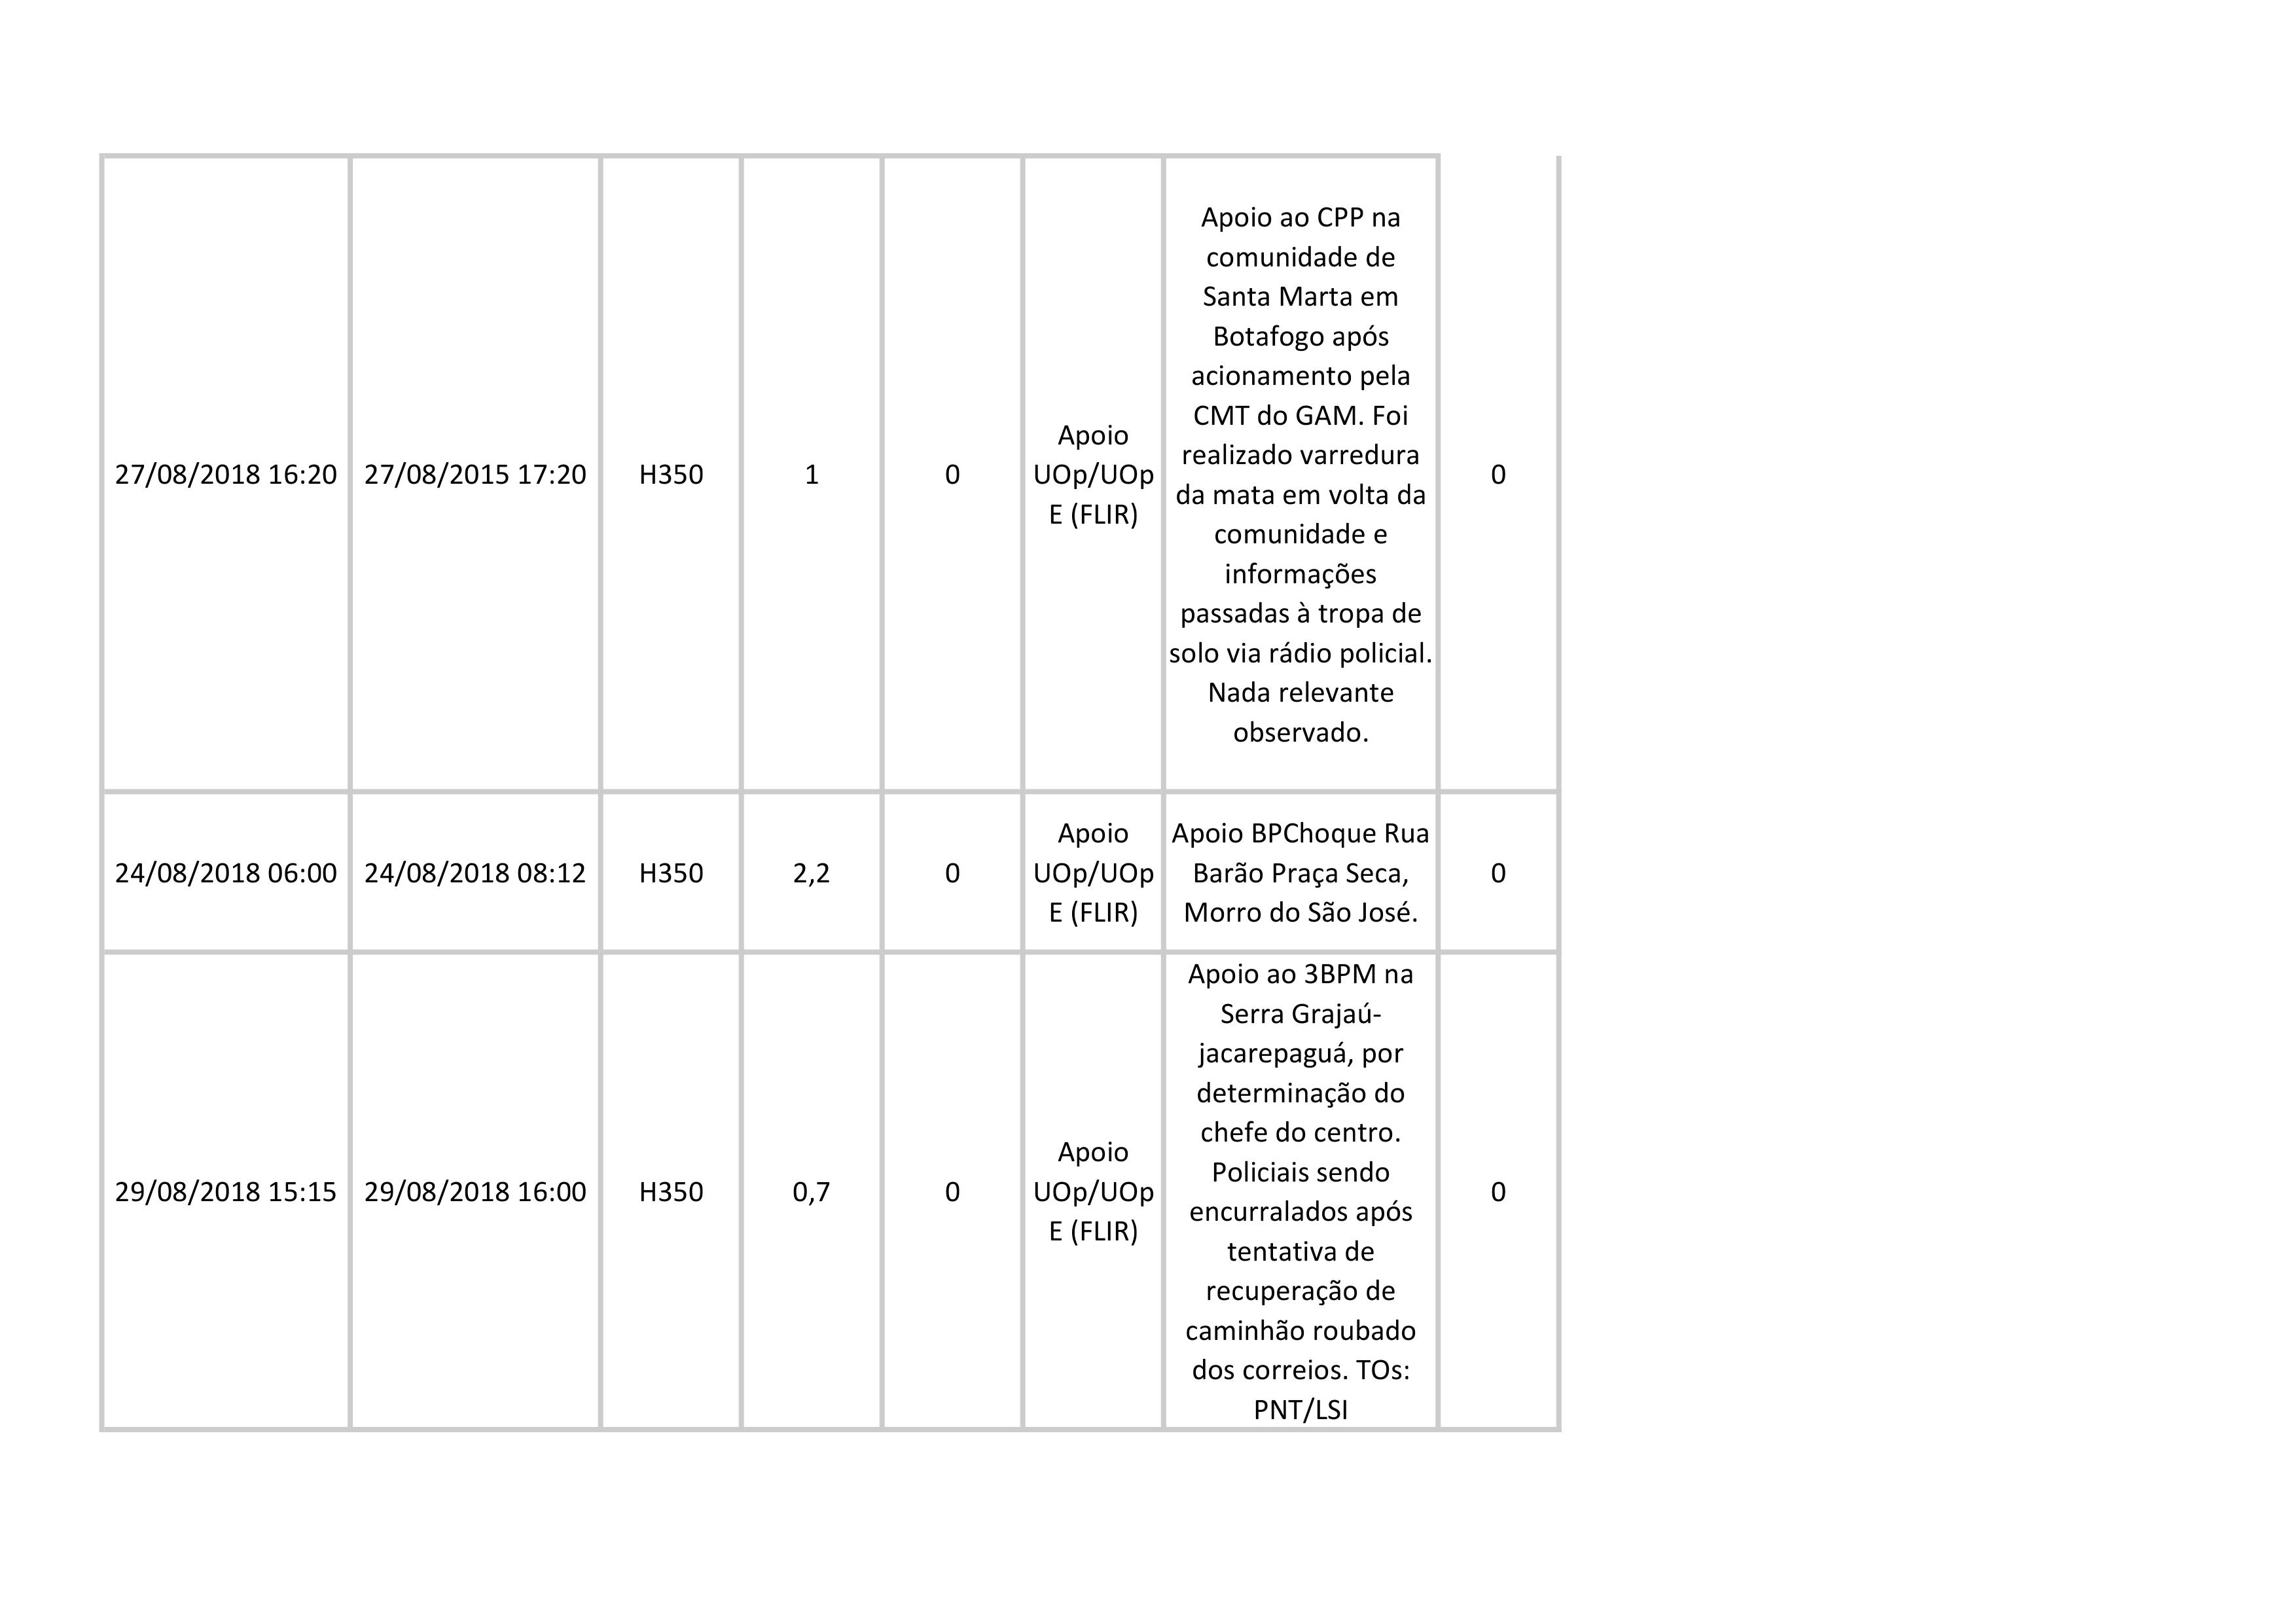 27/08/2018 16:20
27/08/2015 17:20
H350
1
0
Apoio
UOp/UOp
E (FLIR)
Apoio ao CPP na
comunidade de
Santa Marta em
Botafogo após
acionamento pela
CMT do GAM. Foi
realizado varredura
da mata em volta da
comunidade e
informações
passadas à tropa de
solo via rádio policial.
Nada relevante
observado.
0
24/08/2018 06:00
24/08/2018 08:12
H350
2,2
0
Apoio
UOp/UOp
E (FLIR)
Apoio BPChoque Rua
Barão Praça Seca,
Morro do São José.
0
29/08/2018 15:15
29/08/2018 16:00
H350
0,7
0
Apoio
UOp/UOp
E (FLIR)
Apoio ao 3BPM na
Serra Grajaú-
jacarepaguá, por
determinação do
chefe do centro.
Policiais sendo
encurralados após
tentativa de
recuperação de
caminhão roubado
dos correios. TOs:
PNT/LSI
0